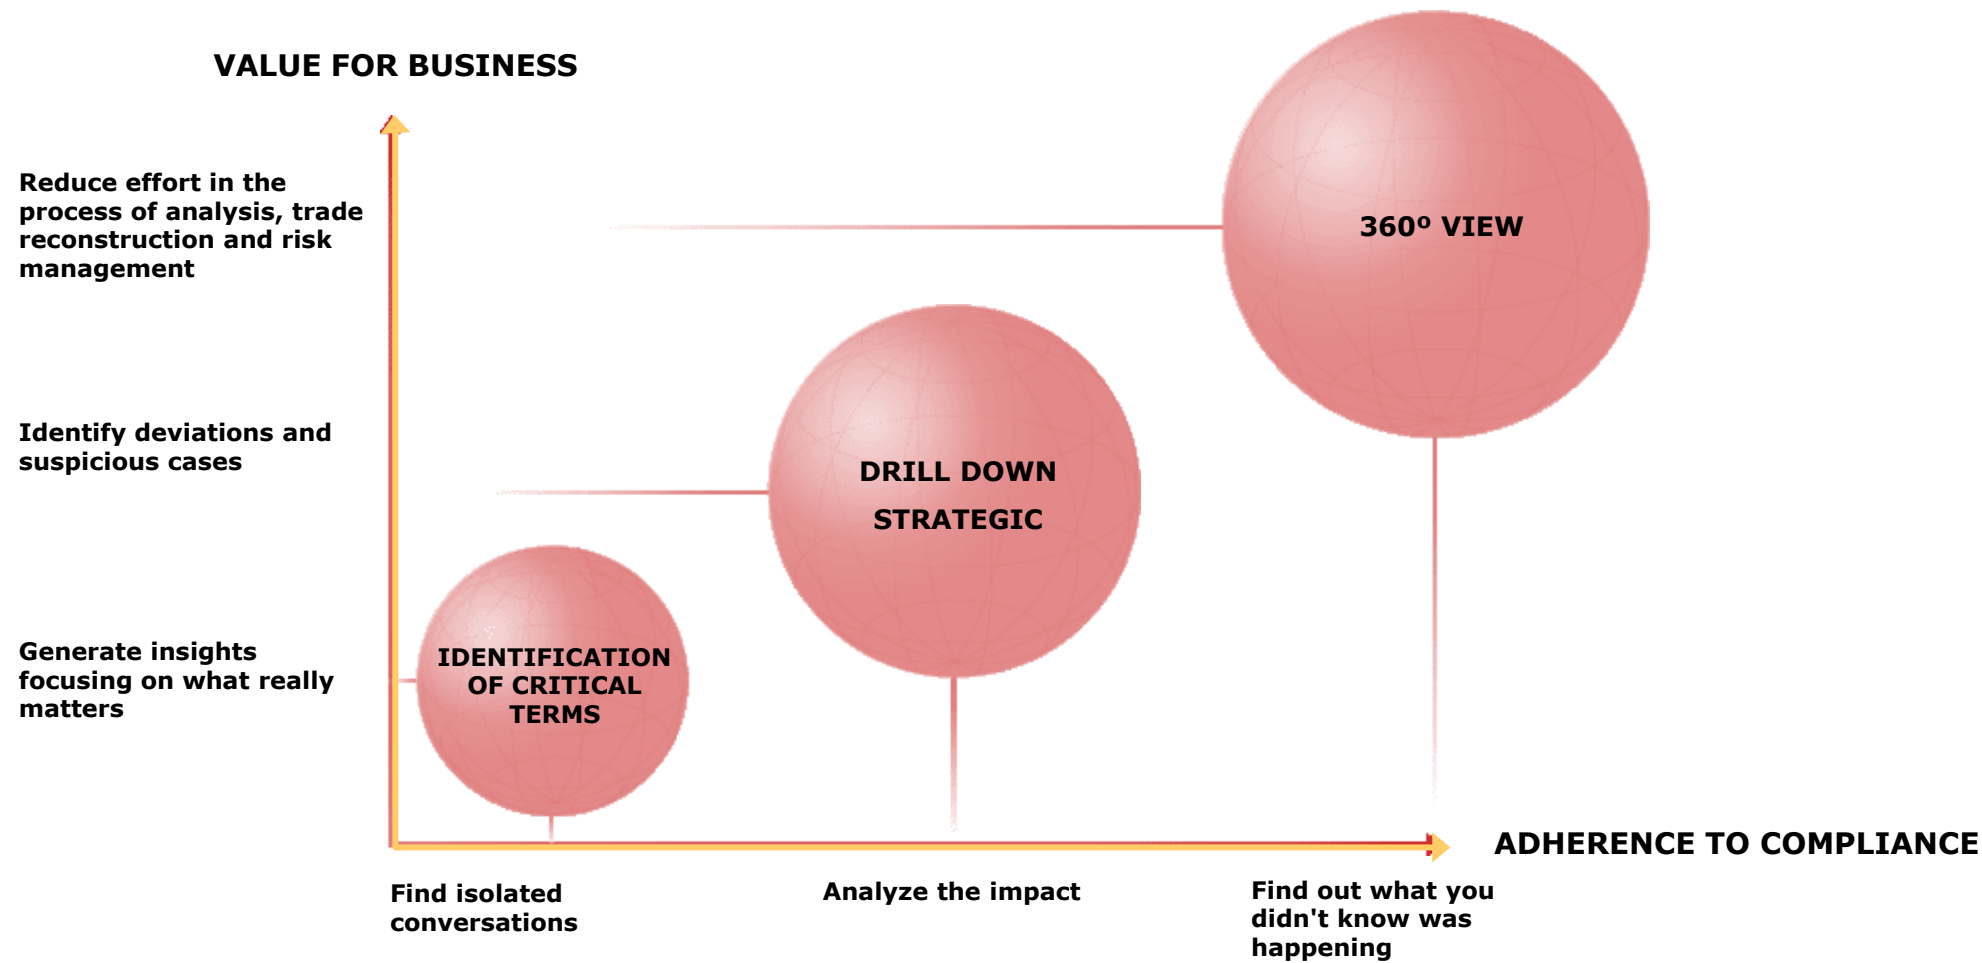 VALUE FOR BUSINESS
Reduce effort in the
process of analysis, trade
reconstruction and risk
management
360º VIEW
Identify deviations and
suspicious cases
DRILL DOWN
STRATEGIC
Generate insights
focusing on what really
matters
IDENTIFICATION
OF CRITICAL
TERMS
ADHERENCE TO COMPLIANCE
Find isolated
conversations
Analyze the impact
Find out what you
didn't know was
happening